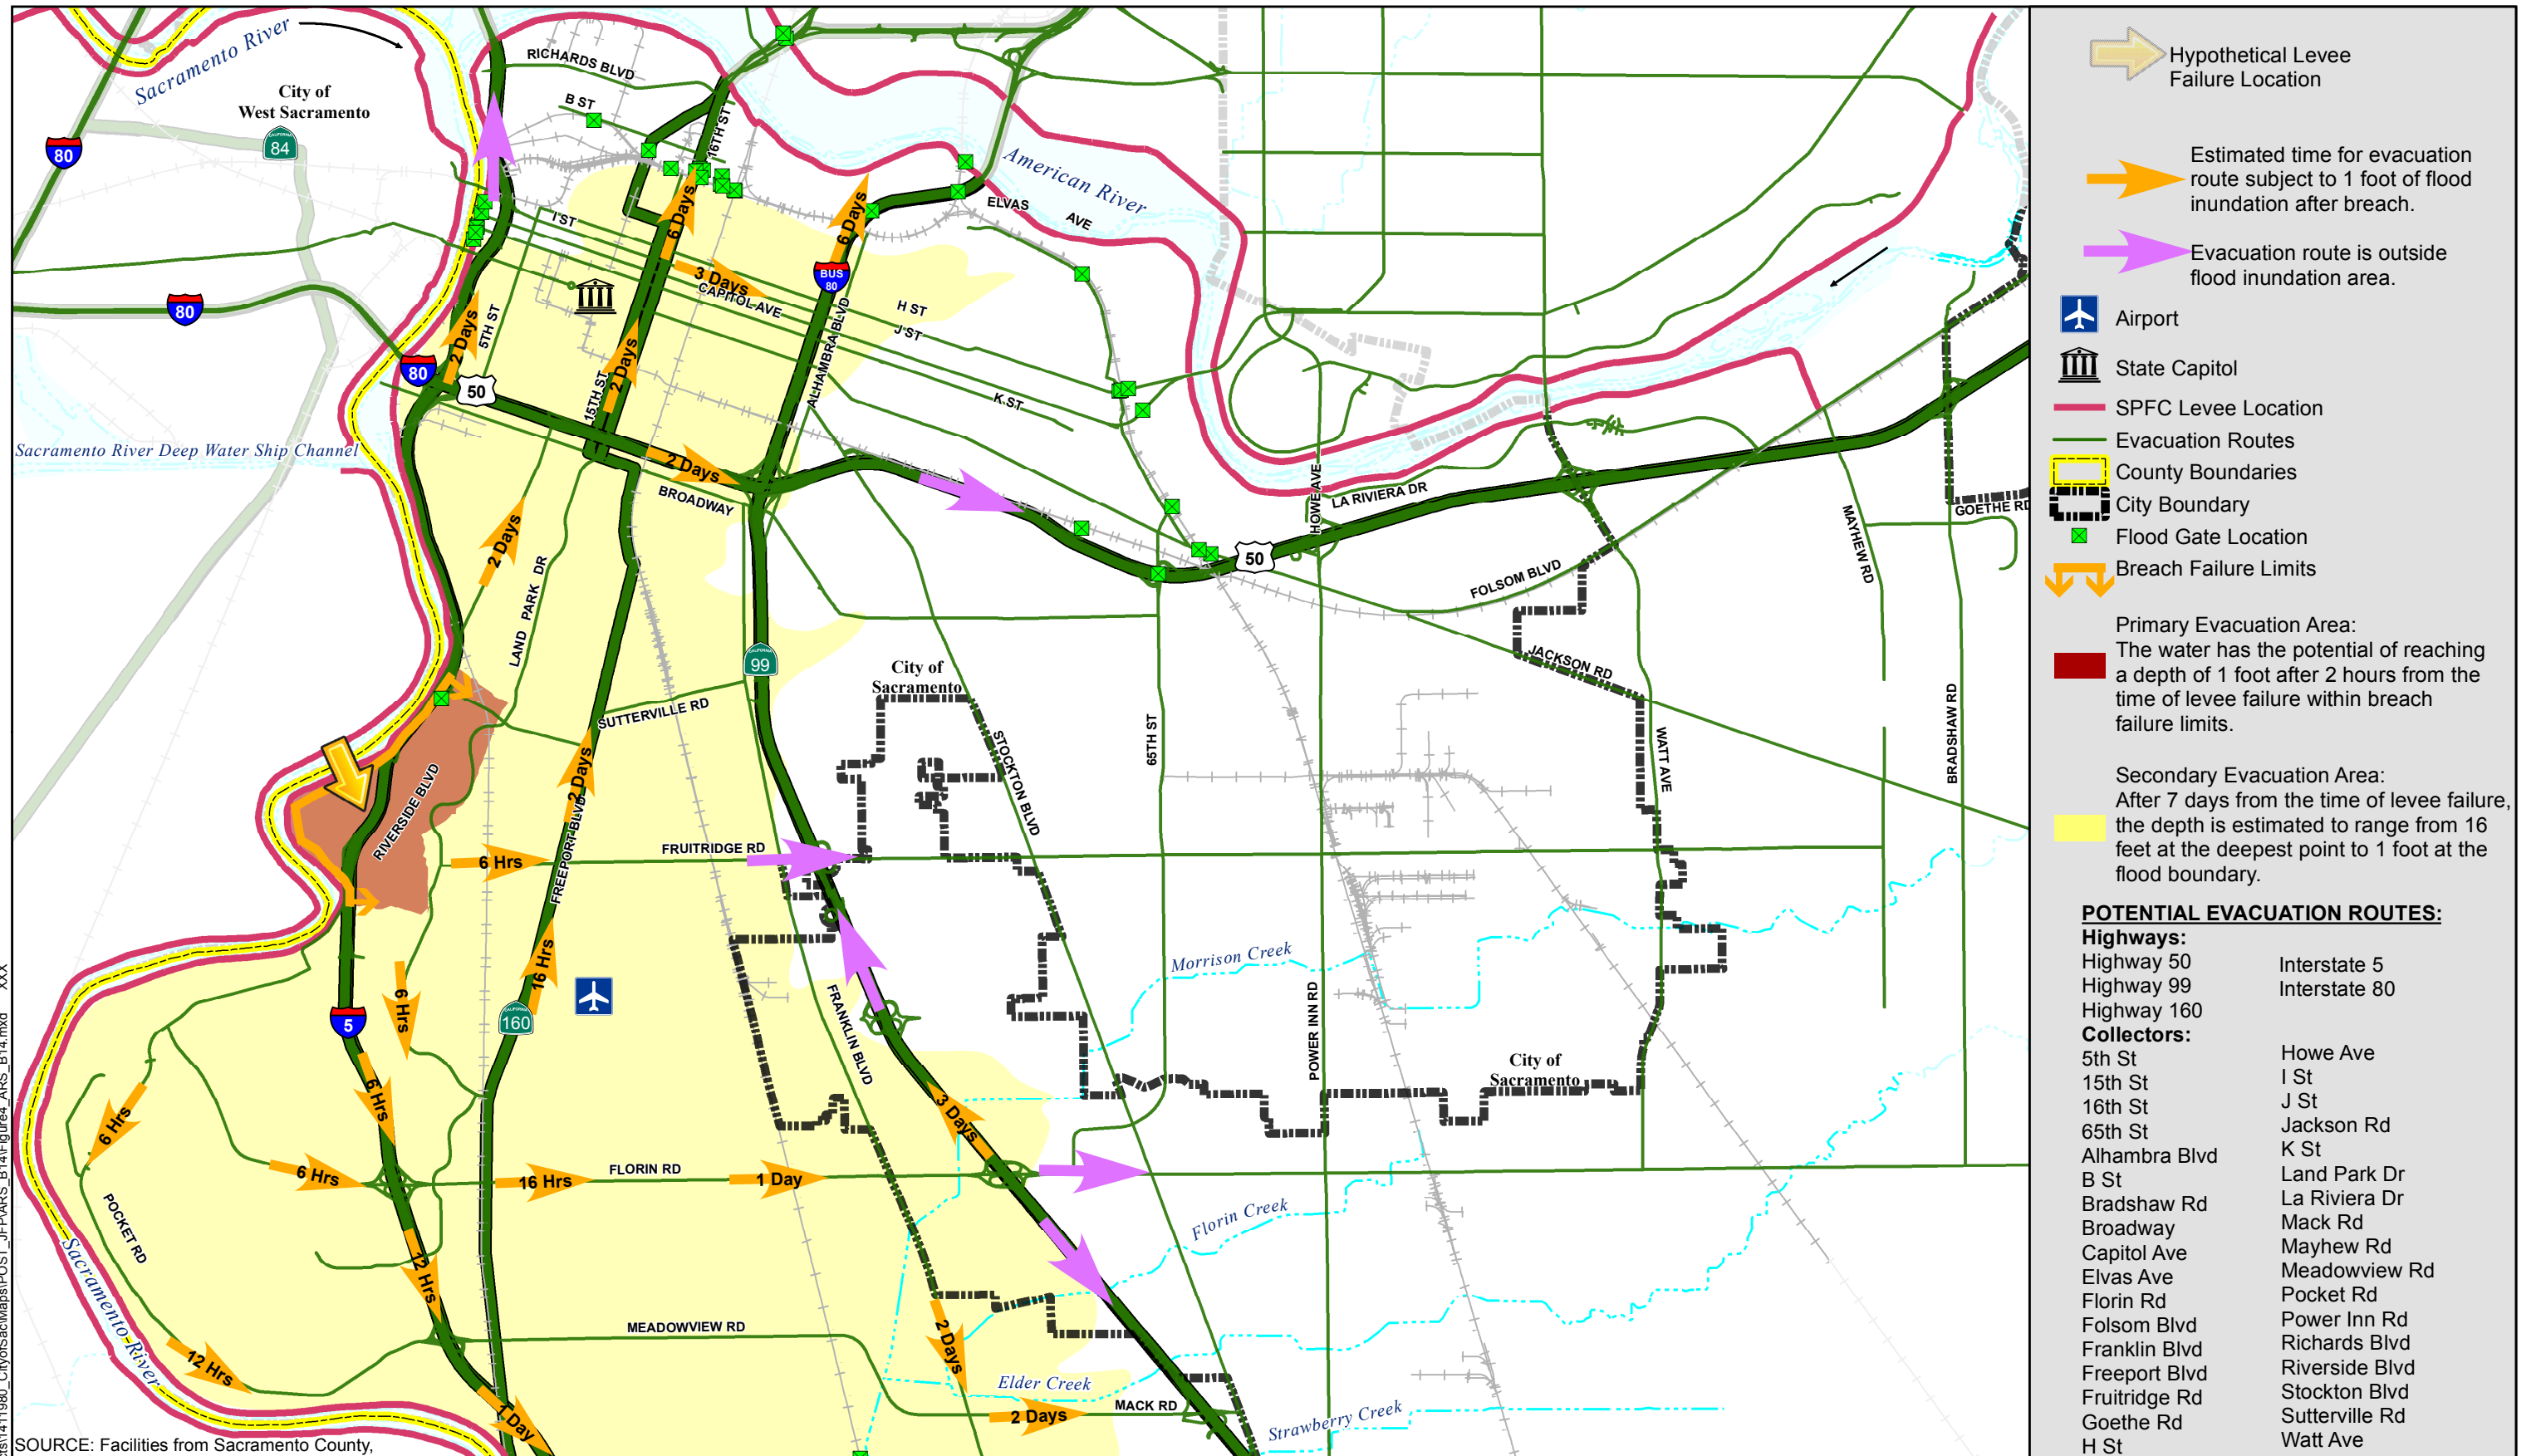 Sacramento River
City of
West Sacramento
84
80
80
80
50
RICHARDS BLVD
B ST
16TH ST
I ST
6 Days
6 Days
BUS
80
3 Days
CAPITOL AVE
H ST
J ST
K ST
American River
ELVAS AVE
2 Days
5TH ST
2 Days
15TH ST
ALHAMBRA BLVD
2 Days
BROADWAY
Sacramento River Deep Water Ship Channel
2 Days
LAND PARK DR
HOWE AVE
LA RIVIERA DR
50
FOLSOM BLVD
MAYHEW RD
GOETHE RD
JACKSON RD
CALIFORNIA
99
City of
Sacramento
SUTTERVILLE RD
STOCKTON BLVD
65TH ST
WATT AVE
BRADSHAW RD
RIVERSIDE BLVD
2 Days
FREEPORT BLVD
6 Hrs
FRUITRIDGE RD
16 Hrs
CALIFORNIA
160
5
6 Hrs
6 Hrs
6 Hrs
FRANKLIN BLVD
Morrison Creek
POWER INN RD
City of
Sacramento
3 Days
6 Hrs
16 Hrs
FLORIN RD
1 Day
POCKET RD
Florin Creek
12 Hrs
Sacramento River
12 Hrs
MEADOWVIEW RD
2 Days
Elder Creek
2 Days
MACK RD
Strawberry Creek
1 Day
SOURCE: Facilities from Sacramento County,
XXX
Hypothetical Levee
Failure Location
Estimated time for evacuation
route subject to 1 foot of flood
inundation after breach.
Evacuation route is outside
flood inundation area.
Airport
State Capitol
SPFC Levee Location
Evacuation Routes
County Boundaries
City Boundary
Flood Gate Location
Breach Failure Limits
Primary Evacuation Area:
The water has the potential of reaching
a depth of 1 foot after 2 hours from the
time of levee failure within breach
failure limits.
Secondary Evacuation Area:
After 7 days from the time of levee failure,
the depth is estimated to range from 16
feet at the deepest point to 1 foot at the
flood boundary.
POTENTIAL EVACUATION ROUTES:
Highways:
Highway 50
Highway 99
Highway 160
Interstate 5
Interstate 80
Collectors:
5th St
15th St
16th St
65th St
Alhambra Blvd
B St
Bradshaw Rd
Broadway
Capitol Ave
Elvas Ave
Florin Rd
Folsom Blvd
Franklin Blvd
Freeport Blvd
Fruitridge Rd
Goethe Rd
H St
Howe Ave
I St
J St
Jackson Rd
K St
Land Park Dr
La Riviera Dr
Mack Rd
Mayhew Rd
Meadowview Rd
Pocket Rd
Power Inn Rd
Richards Blvd
Riverside Blvd
Stockton Blvd
Sutterville Rd
Watt Ave